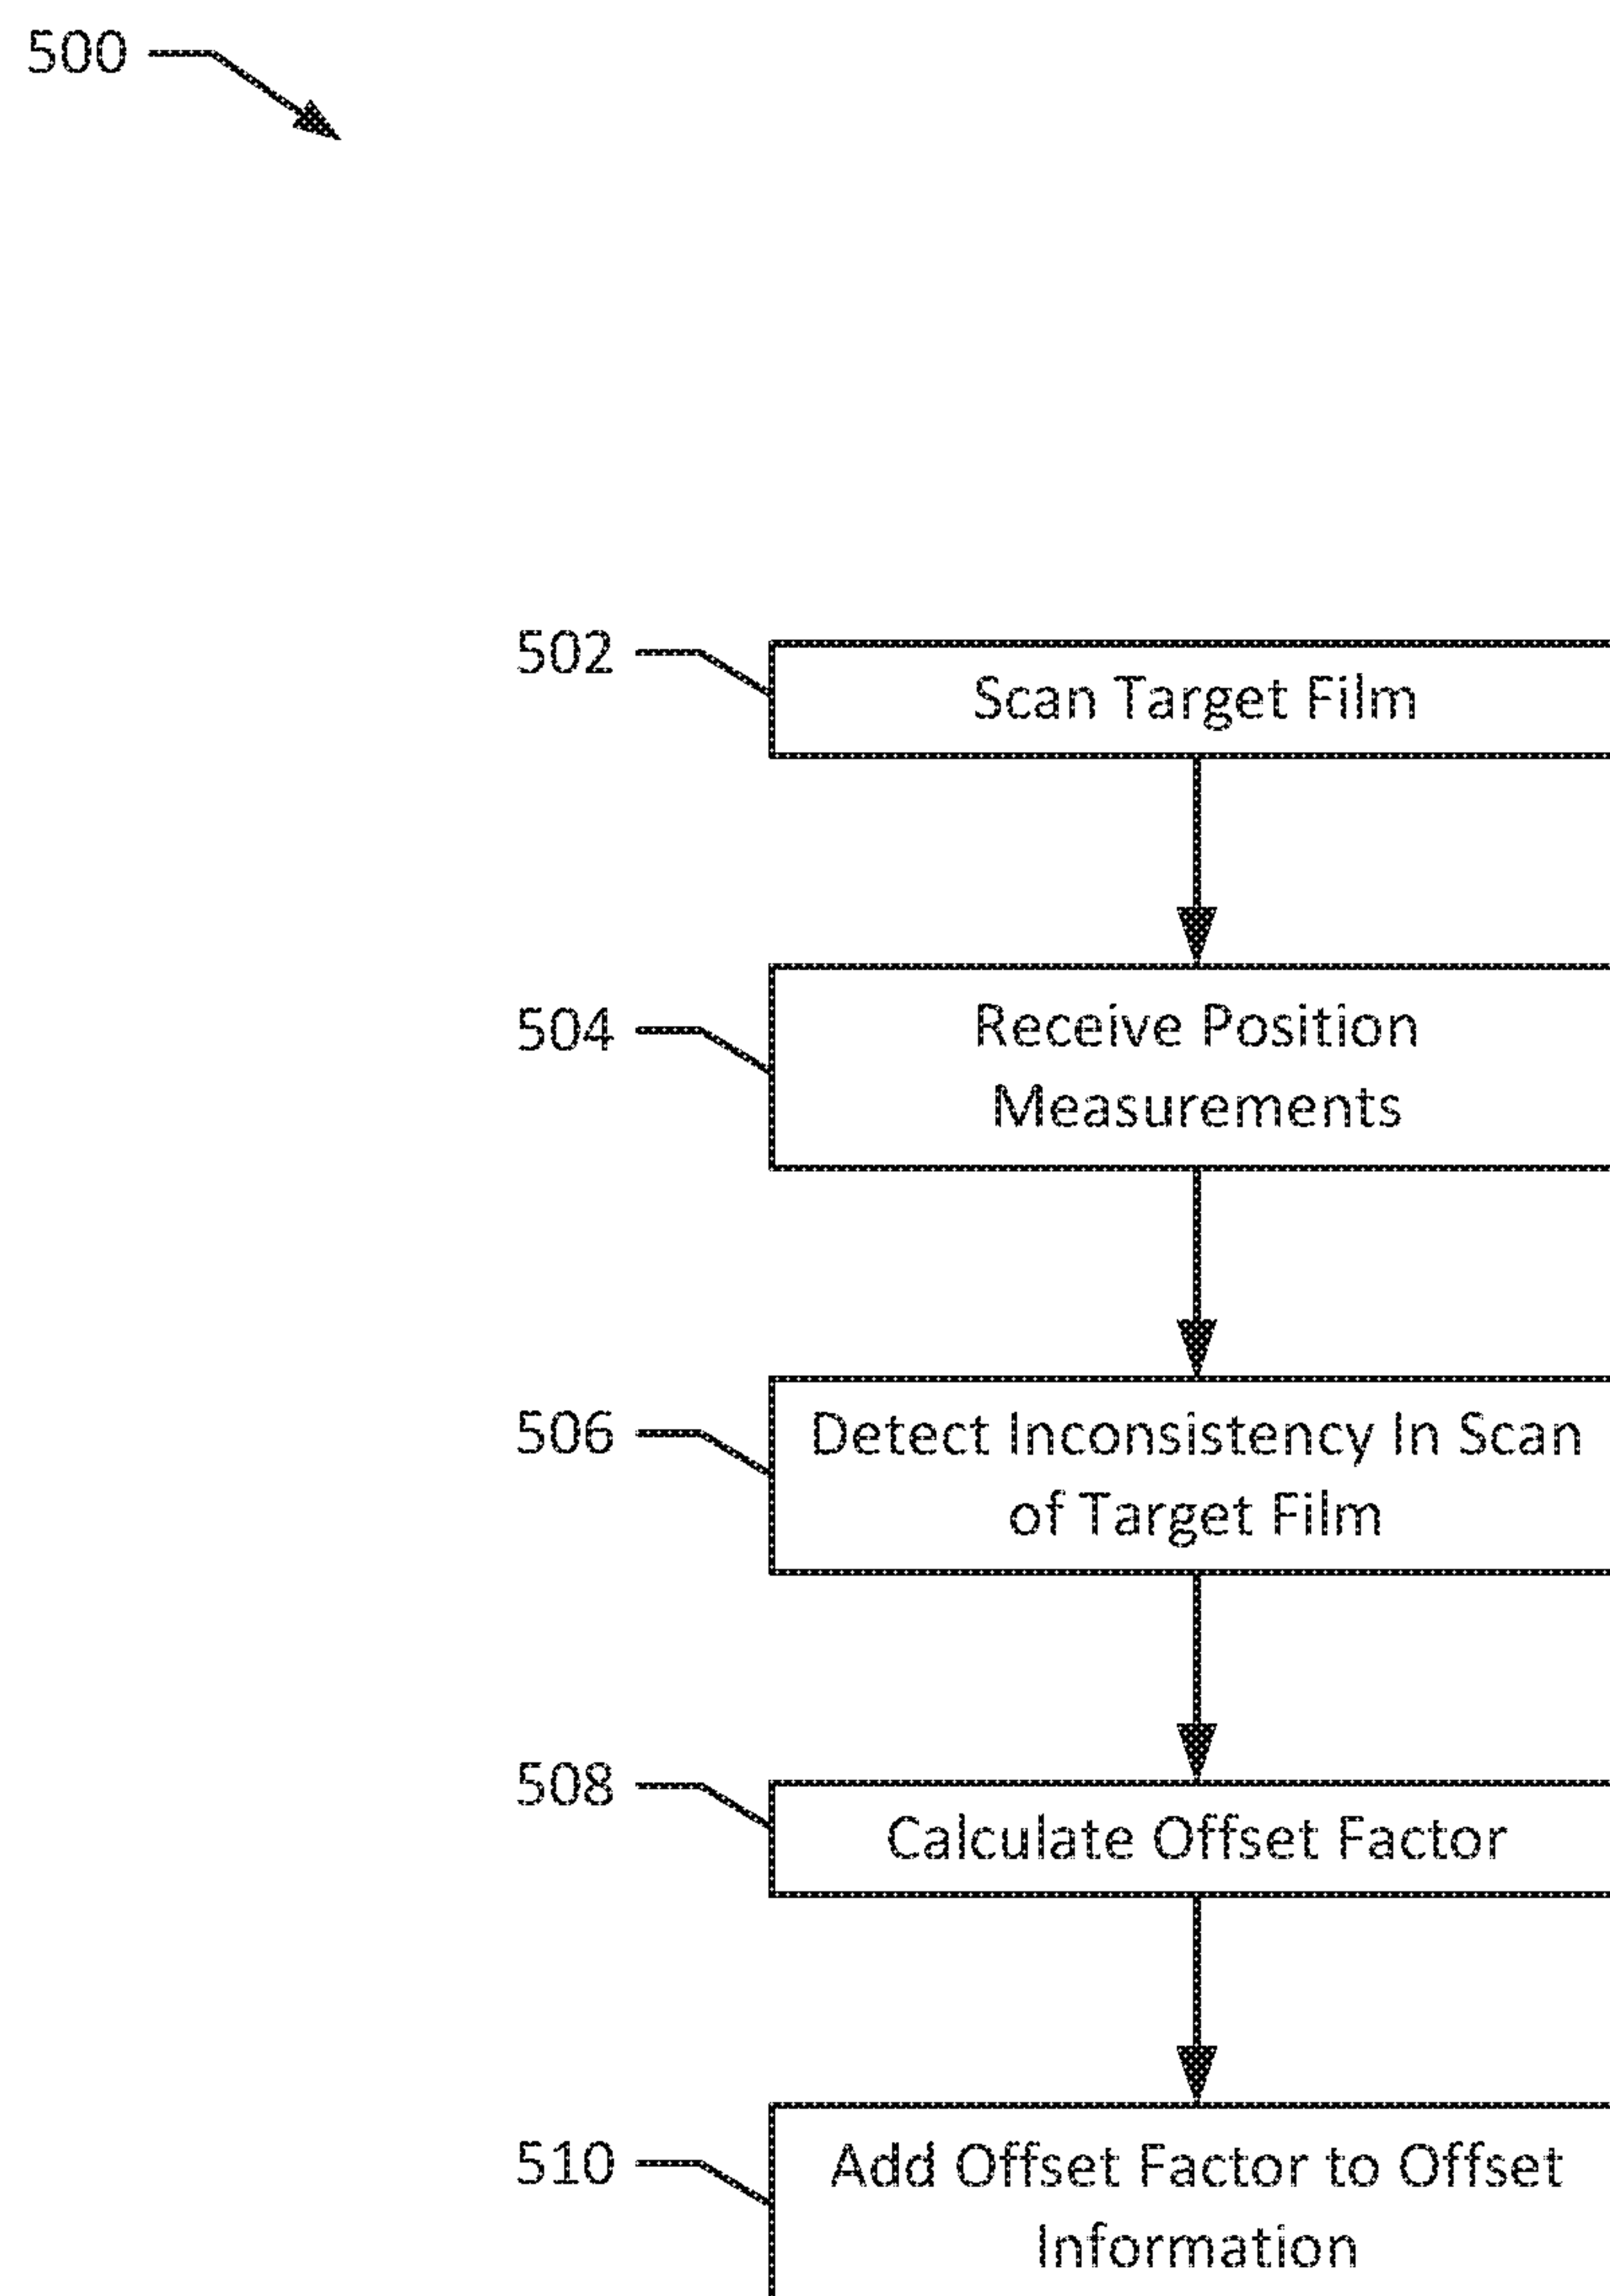 500
502
Scan Target Film
504
Receive Position
Measurements
506
Detect Inconsistency In Scan
of Target Film
508
Calculate Offset Factor
510
Add Offset Factor to Offset
Information